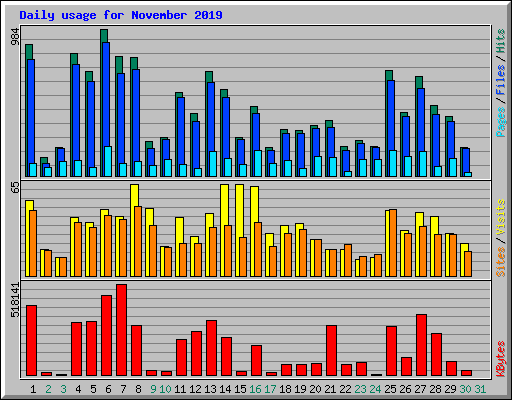 Daily usage for November 2019
984
Pages / Files / Hits
65
Sites / Visits
518141
KBytes
1 2 3 4 5 6 7 8 9 10 11 12 13 14 15 16 17 18 19 20 21 22 23 24 25 26 27 28 29 30 31